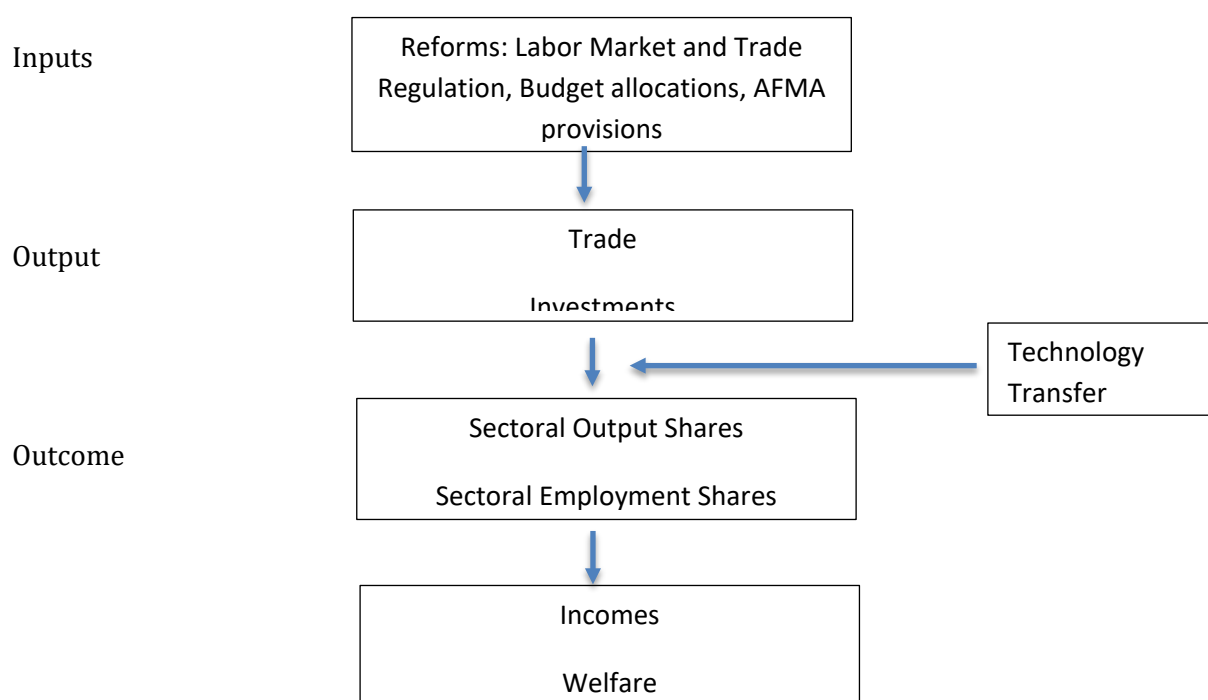 Inputs
Reforms: Labor Market and Trade
Regulation, Budget allocations, AFMA
provisions
Output
Trade
Investments
Technology
Transfer
Outcome
Sectoral Output Shares
Sectoral Employment Shares
Incomes
Welfare